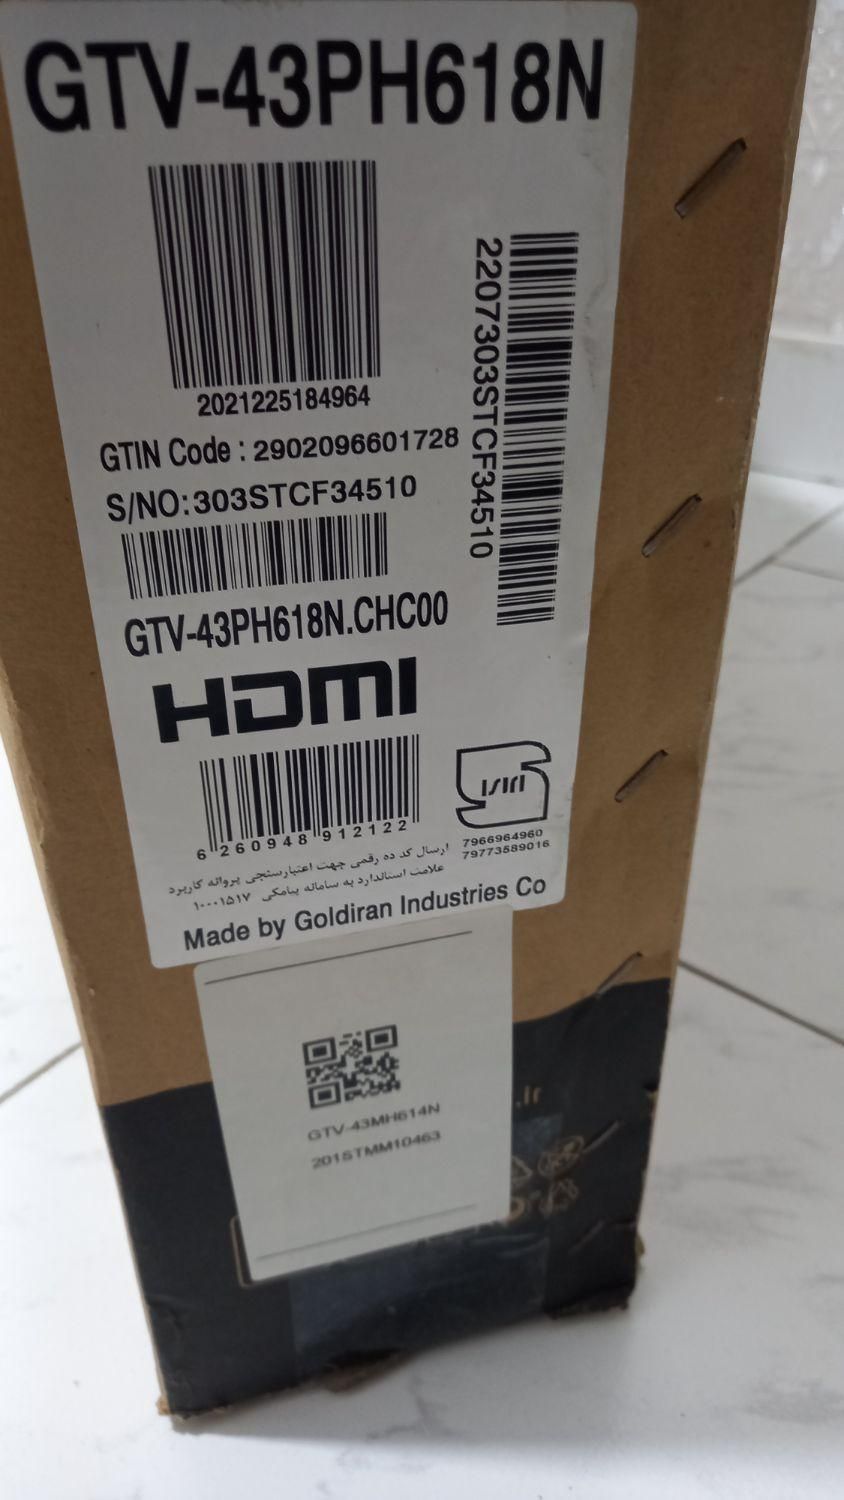 GTV-43PH618N
2021225184964
GTIN Code : 2902096601728
S/NO:303STCF34510
2207303STCF34510
GTV-43PH618N.CHC00
HDMI
6 260948 912122
ISIRI
7966964960
79773589016
ارسال کد ده رقمی جهت اعتبارسنجی پروانه کاربرد
علامت استاندارد به سامانه پیامکی ۱۰۰۰۱۵۱۷
Made by Goldiran Industries Co
.ir
GTV-43MH614N
201STMM10463